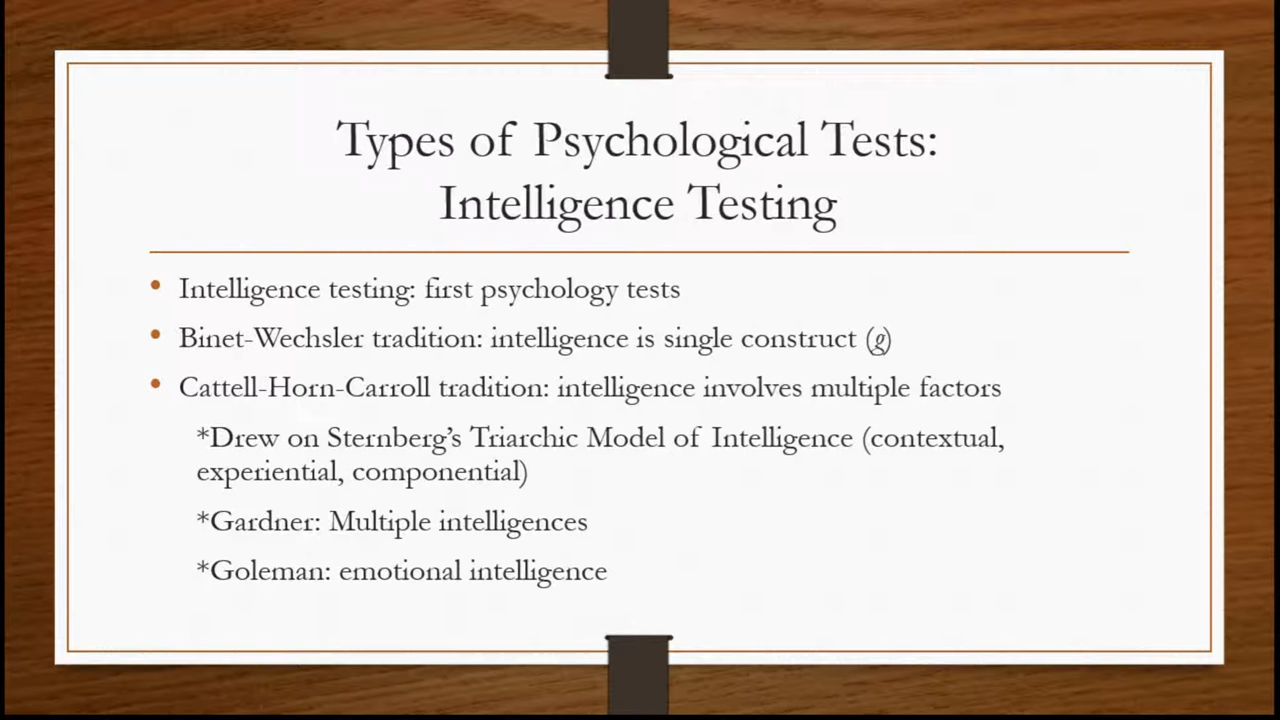 Types of Psychological Tests:
Intelligence Testing
• Intelligence testing: first psychology tests
• Binet-Wechsler tradition: intelligence is single construct (g)
• Cattell-Horn-Carroll tradition: intelligence involves multiple factors
*Drew on Sternberg’s Triarchic Model of Intelligence (contextual,
experiential, componential)
*Gardner: Multiple intelligences
*Goleman: emotional intelligence